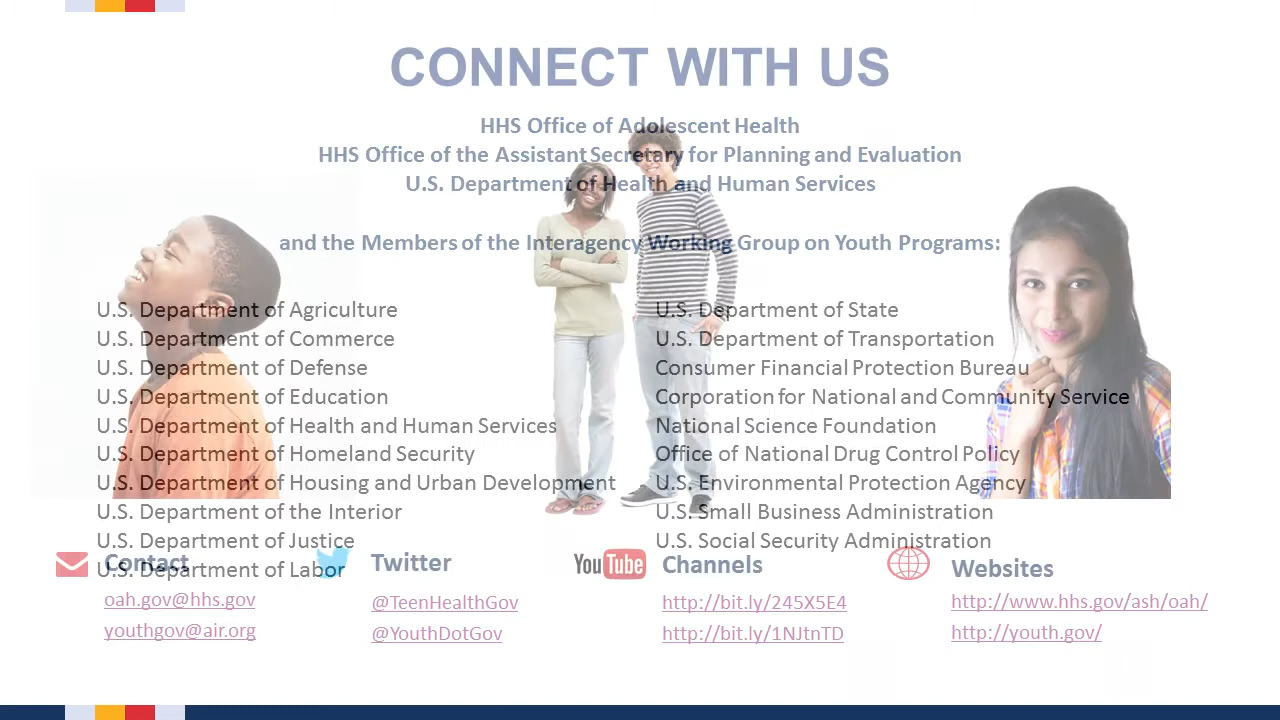 CONNECT WITH US
HHS Office of Adolescent Health
HHS Office of the Assistant Secretary for Planning and Evaluation
U.S. Department of Health and Human Services
and the Members of the Interagency Working Group on Youth Programs:
U.S. Department of Agriculture
U.S. Department of Commerce
U.S. Department of Defense
U.S. Department of Education
U.S. Department of Health and Human Services
U.S. Department of Homeland Security
U.S. Department of Housing and Urban Development
U.S. Department of the Interior
U.S. Department of Justice
U.S. Department of Labor
U.S. Department of State
U.S. Department of Transportation
Consumer Financial Protection Bureau
Corporation for National and Community Service
National Science Foundation
Office of National Drug Control Policy
U.S. Environmental Protection Agency
U.S. Small Business Administration
U.S. Social Security Administration
Contact
oah.gov@hhs.gov
youthgov@air.org
Twitter
@TeenHealthGov
@YouthDotGov
YouTube
Channels
http://bit.ly/245X5E4
http://bit.ly/1NJtnTD
Websites
http://www.hhs.gov/ash/oah/
http://youth.gov/